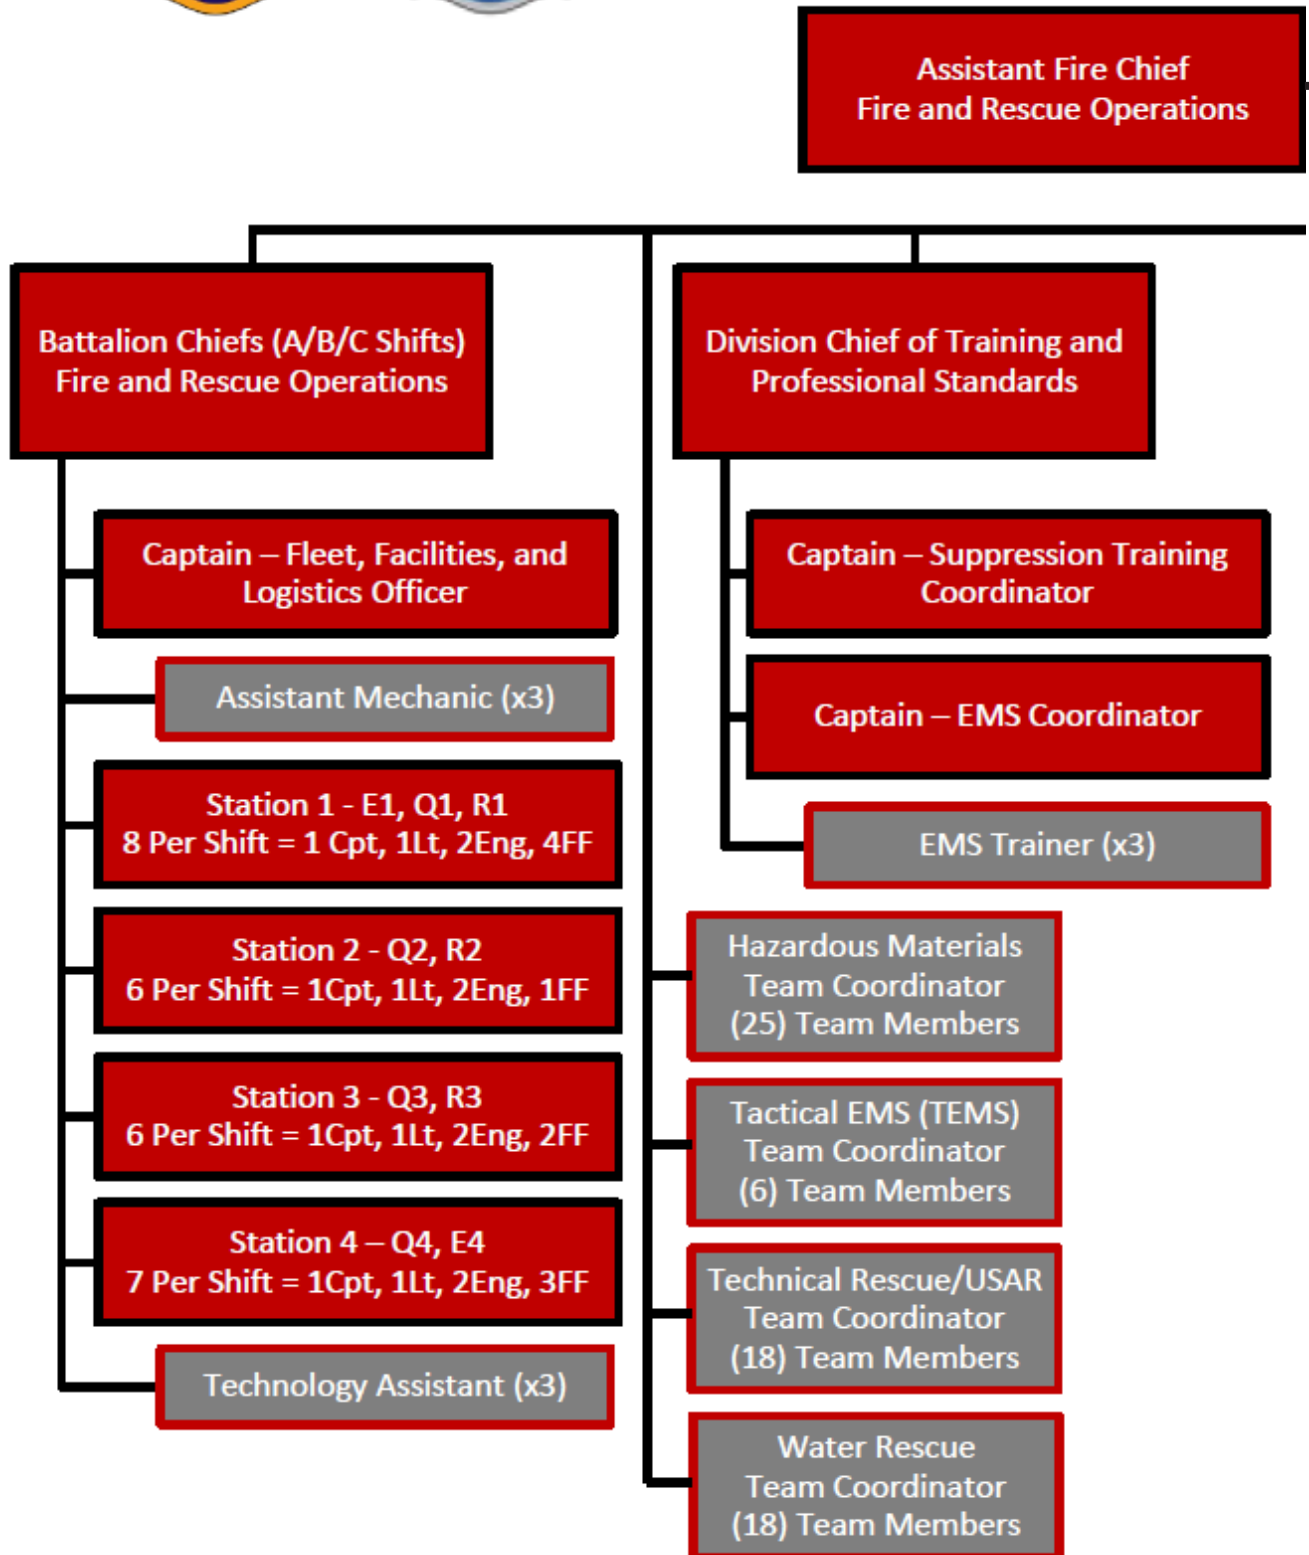 Assistant Fire Chief
Fire and Rescue Operations
Battalion Chiefs (A/B/C Shifts)
Fire and Rescue Operations
Captain – Fleet, Facilities, and
Logistics Officer
Assistant Mechanic (x3)
Station 1 - E1, Q1, R1
8 Per Shift = 1 Cpt, 1Lt, 2Eng, 4FF
Station 2 - Q2, R2
6 Per Shift = 1Cpt, 1Lt, 2Eng, 1FF
Station 3 - Q3, R3
6 Per Shift = 1Cpt, 1Lt, 2Eng, 2FF
Station 4 – Q4, E4
7 Per Shift = 1Cpt, 1Lt, 2Eng, 3FF
Technology Assistant (x3)
Division Chief of Training and
Professional Standards
Captain – Suppression Training
Coordinator
Captain – EMS Coordinator
EMS Trainer (x3)
Hazardous Materials
Team Coordinator
(25) Team Members
Tactical EMS (TEMS)
Team Coordinator
(6) Team Members
Technical Rescue/USAR
Team Coordinator
(18) Team Members
Water Rescue
Team Coordinator
(18) Team Members